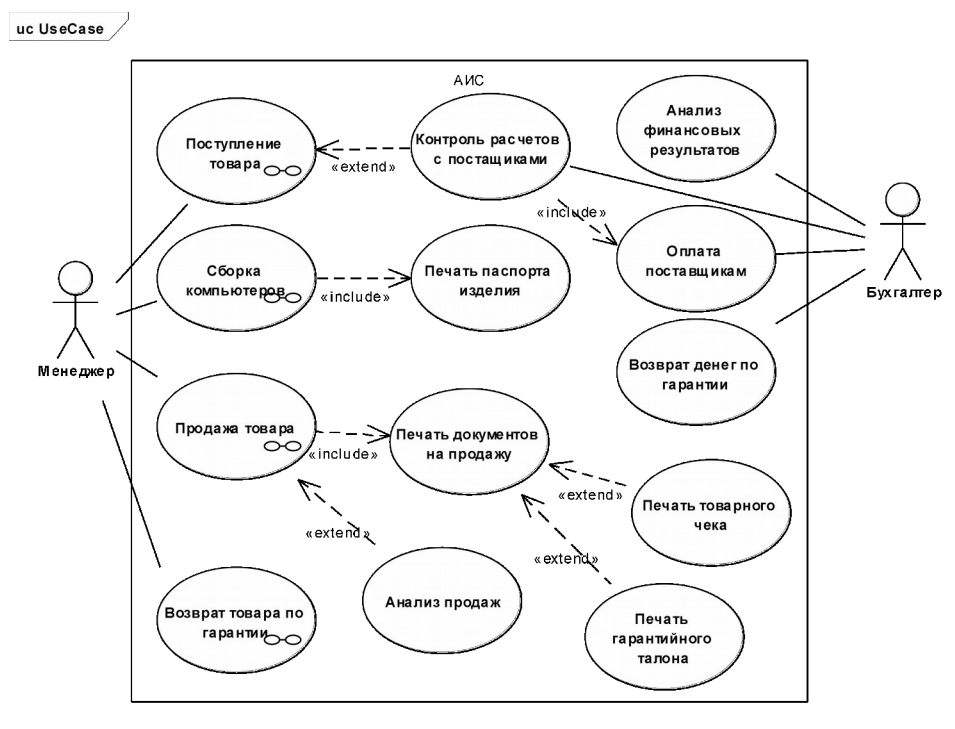 uc UseCase
АИС
Поступление
товара
«extend»
Контроль расчетов
с постащиками
Анализ
финансовых
результатов
«include»
Оплата
поставщикам
Бухгалтер
Сборка
компьютеров
«include»
Печать паспорта
изделия
Менеджер
Возврат денег по
гарантии
Продажа товара
«include»
Печать документов
на продажу
«extend»
Печать товарного
чека
«extend»
«extend»
Анализ продаж
Возврат товара по
гарантии
Печать
гарантийного
талона